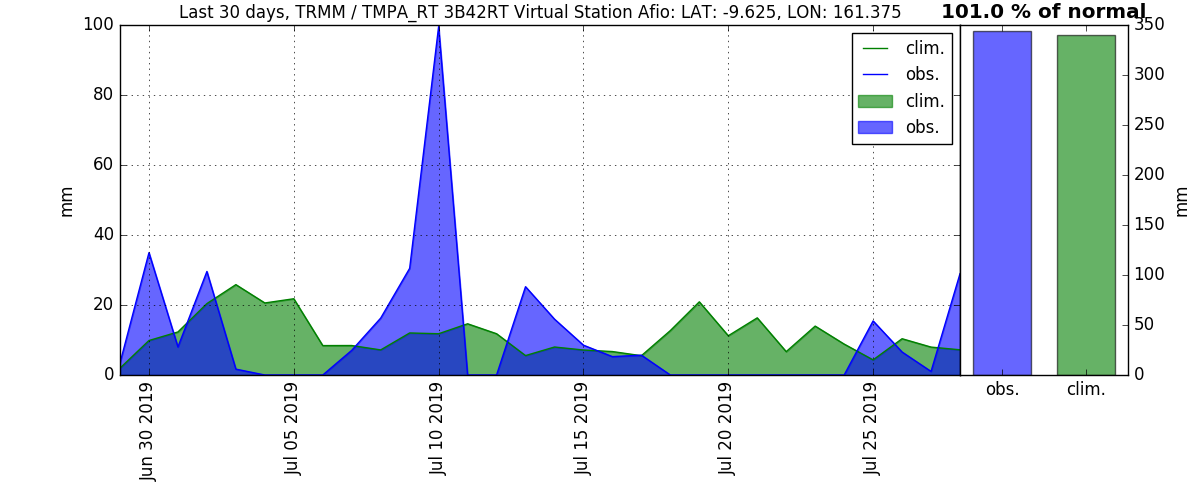 Last 30 days, TRMM / TMPA_RT 3B42RT Virtual Station Afio: LAT: -9.625, LON: 161.375
101.0 % of normal
100
80
60
40
20
0
mm
clim.
obs.
clim.
obs.
350
300
250
200
150
100
50
0
mm
obs.
clim.
Jun 30 2019
Jul 05 2019
Jul 10 2019
Jul 15 2019
Jul 20 2019
Jul 25 2019